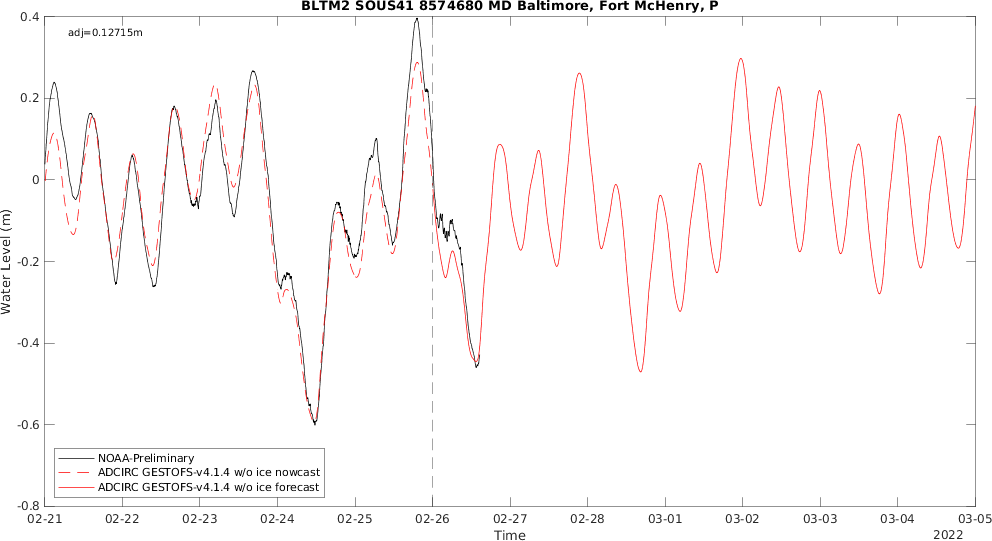 BLTM2 SOUS41 8574680 MD Baltimore, Fort McHenry, P
adj=0.12715m
0.4
0.2
0
-0.2
-0.4
-0.6
-0.8
Water Level (m)
NOAA-Preliminary
ADCIRC GESTOFS-v4.1.4 w/o ice nowcast
ADCIRC GESTOFS-v4.1.4 w/o ice forecast
02-21 02-22 02-23 02-24 02-25 02-26 02-27 02-28 03-01 03-02 03-03 03-04 03-05
Time
2022